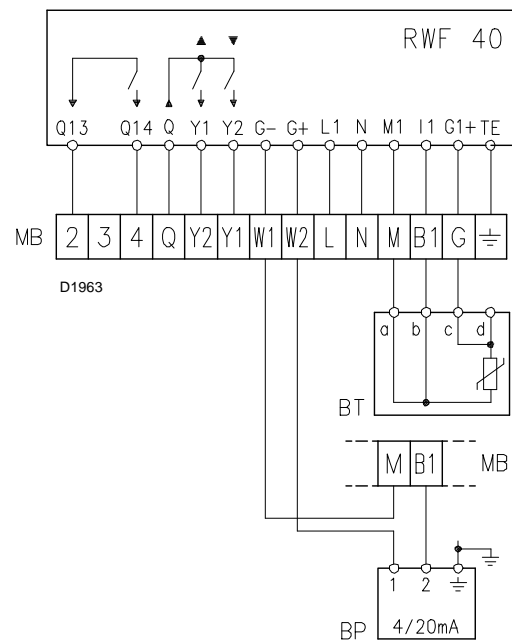 RWF 40
Q13 Q14 Q Y1 Y2 G- G+ L1 N M1 I1 G1+ TE
MB 2 3 4 Q Y2 Y1 W1 W2 L N M B1 G
D1963
a b c d
BT
M B1 MB
1 2
BP 4/20mA